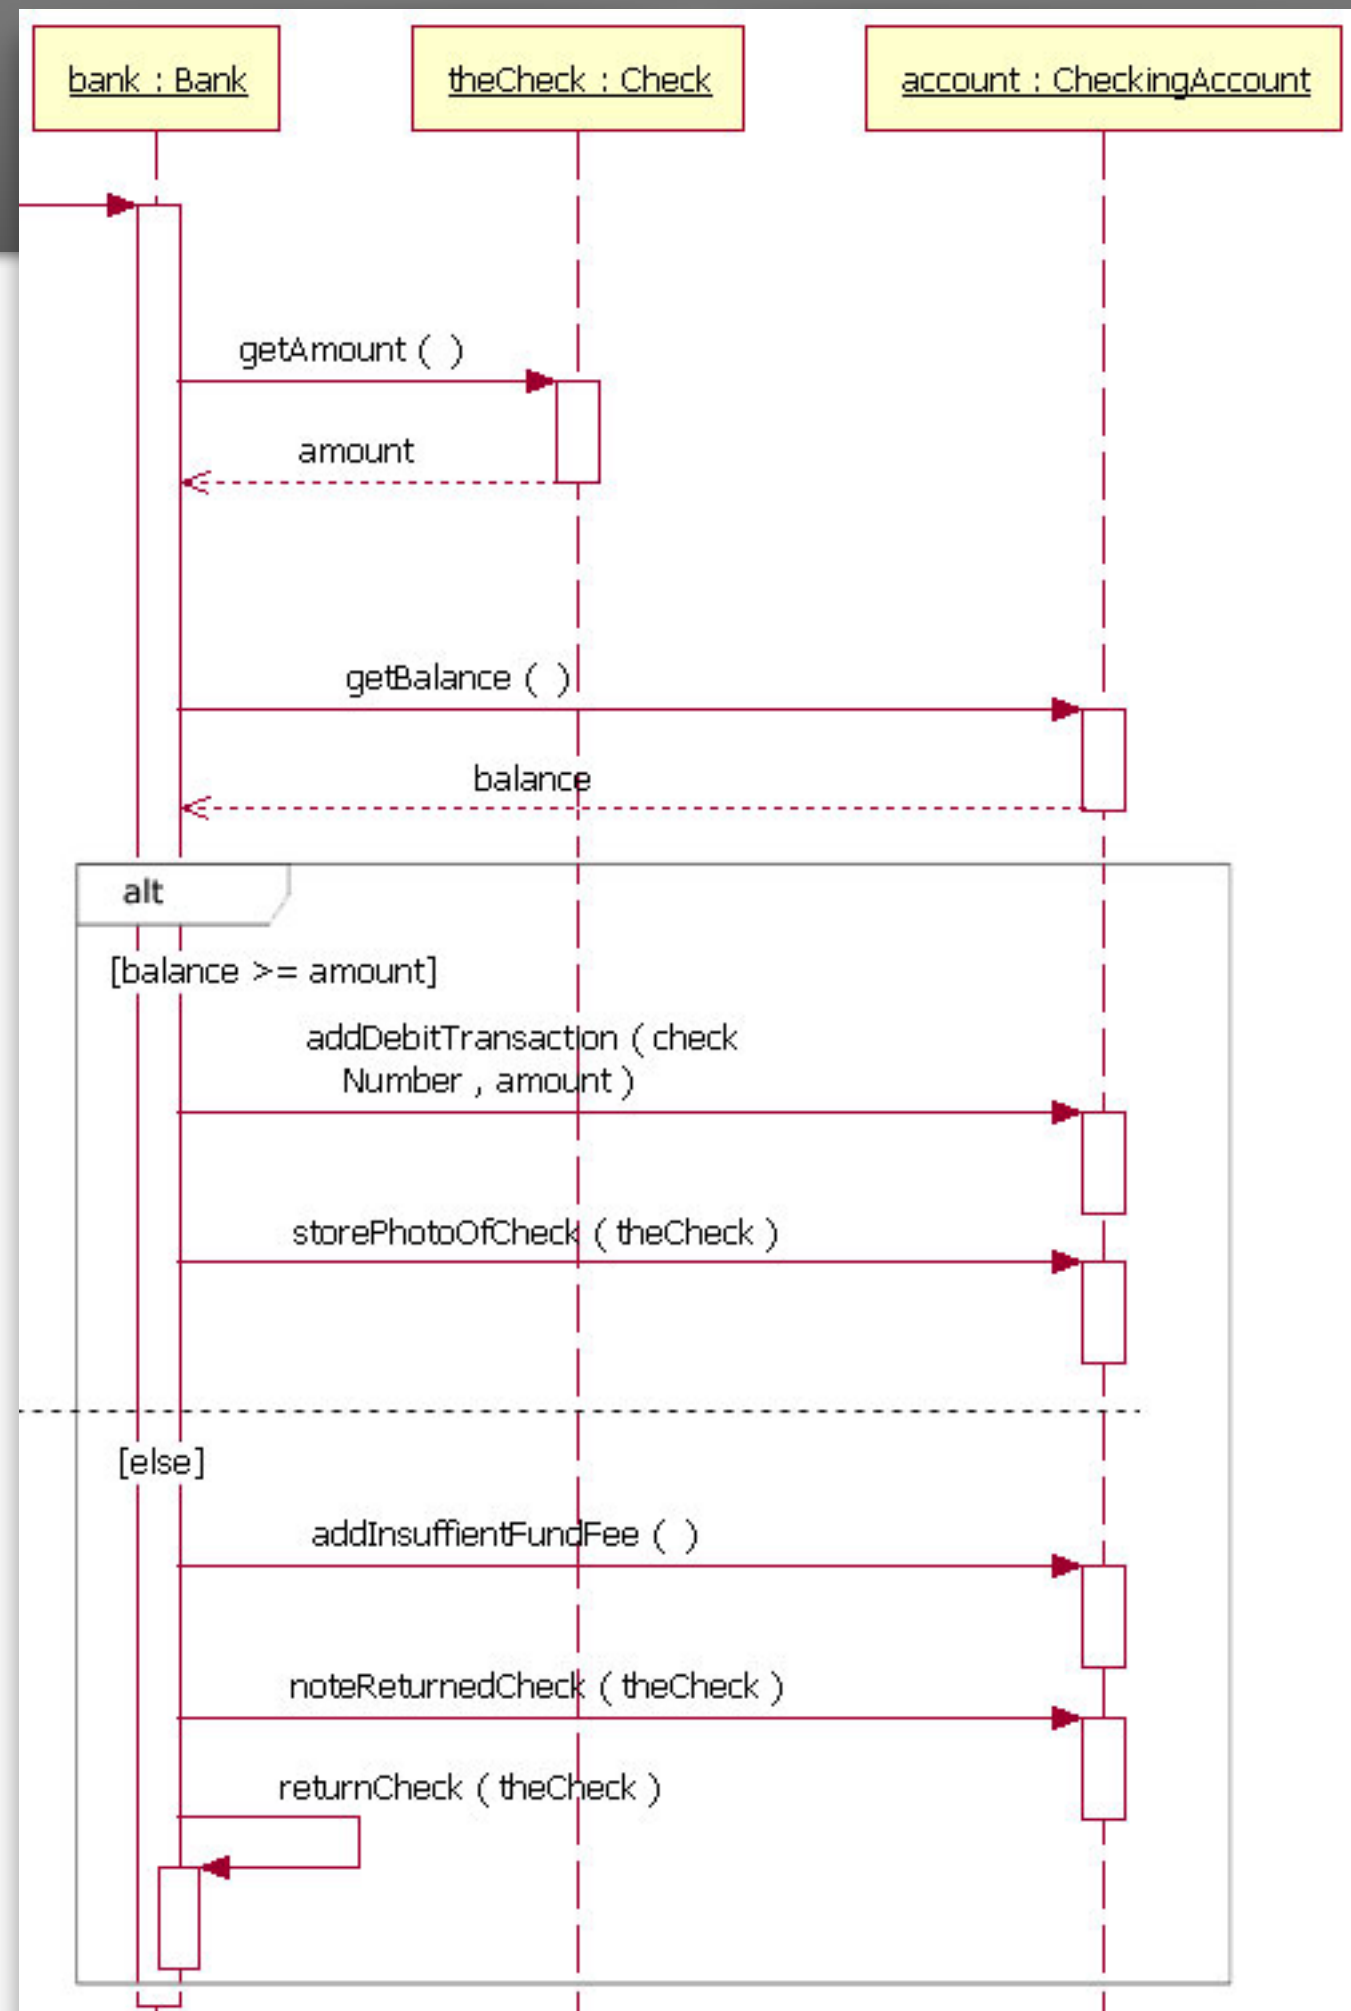 bank : Bank
theCheck : Check
account : CheckingAccount
getAmount ( )
amount
getBalance ( )
balance
alt
[balance >= amount]
addDebitTransaction ( check
Number , amount )
storePhotoOfCheck ( theCheck )
[else]
addInsuffientFundFee ( )
noteReturnedCheck ( theCheck )
returnCheck ( theCheck )